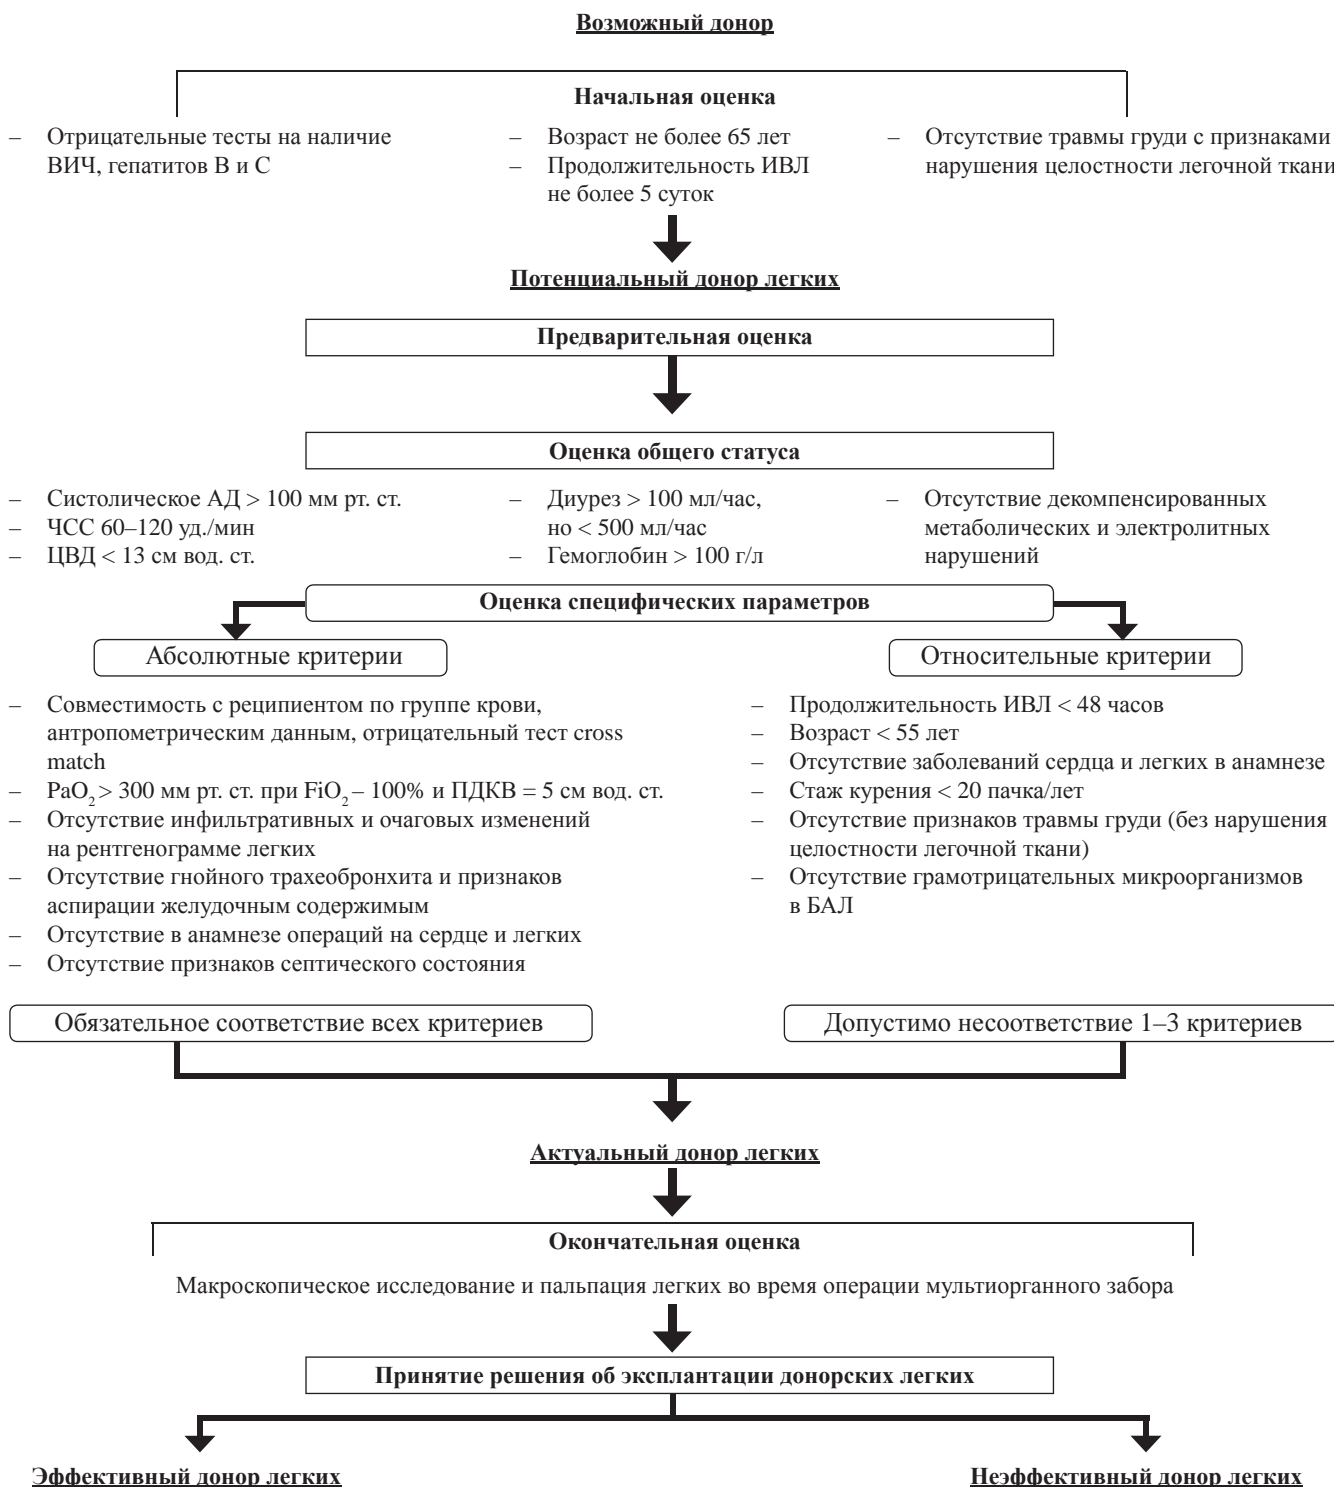 Возможный донор
Начальная оценка
– Отрицательные тесты на наличие
ВИЧ, гепатитов В и С
– Возраст не более 65 лет
– Продолжительность ИВЛ
не более 5 суток
– Отсутствие травмы груди с признаками
нарушения целостности легочной ткани
Потенциальный донор легких
Предварительная оценка
Оценка общего статуса
– Систолическое АД > 100 мм рт. ст.
– ЧСС 60–120 уд./мин
– ЦВД < 13 см вод. ст.
– Диурез > 100 мл/час,
но < 500 мл/час
– Гемоглобин > 100 г/л
– Отсутствие декомпенсированных
метаболических и электролитных
нарушений
Оценка специфических параметров
Абсолютные критерии
– Совместимость с реципиентом по группе крови,
антропометрическим данным, отрицательный тест cross
match
– PaO₂ > 300 мм рт. ст. при FiO₂ – 100% и ПДКВ = 5 см вод. ст.
– Отсутствие инфильтративных и очаговых изменений
на рентгенограмме легких
– Отсутствие гнойного трахеобронхита и признаков
аспирации желудочным содержимым
– Отсутствие в анамнезе операций на сердце и легких
– Отсутствие признаков септического состояния
Относительные критерии
– Продолжительность ИВЛ < 48 часов
– Возраст < 55 лет
– Отсутствие заболеваний сердца и легких в анамнезе
– Стаж курения < 20 пачка/лет
– Отсутствие признаков травмы груди (без нарушения
целостности легочной ткани)
– Отсутствие грамотрицательных микроорганизмов
в БАЛ
Обязательное соответствие всех критериев
Допустимо несоответствие 1–3 критериев
Актуальный донор легких
Окончательная оценка
Макроскопическое исследование и пальпация легких во время операции мультиорганного забора
Принятие решения об эксплантации донорских легких
Эффективный донор легких
Неэффективный донор легких